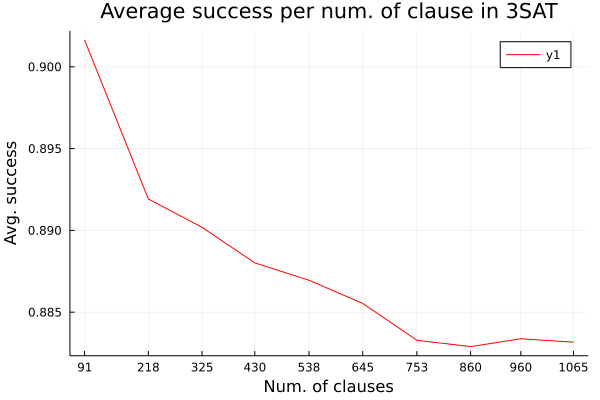 Average success per num. of clause in 3SAT
y1
Avg. success
0.900
0.895
0.890
0.885
91 218 325 430 538 645 753 860 960 1065
Num. of clauses